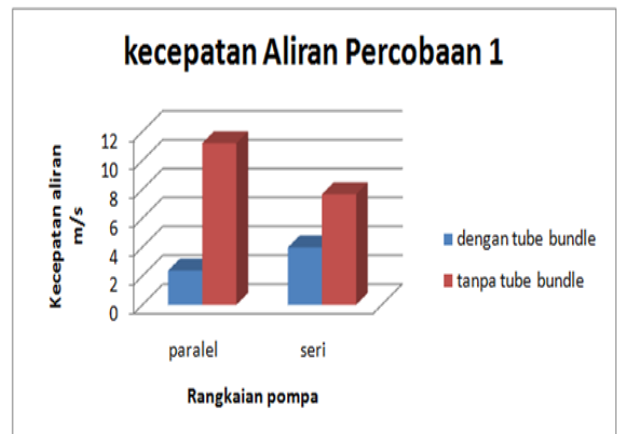 kecepatan Aliran Percobaan 1
Kecepatan aliran
m/s
12
10
8
6
4
2
0
paralel seri
Rangkaian pompa
dengan tube bundle
tanpa tube bundle